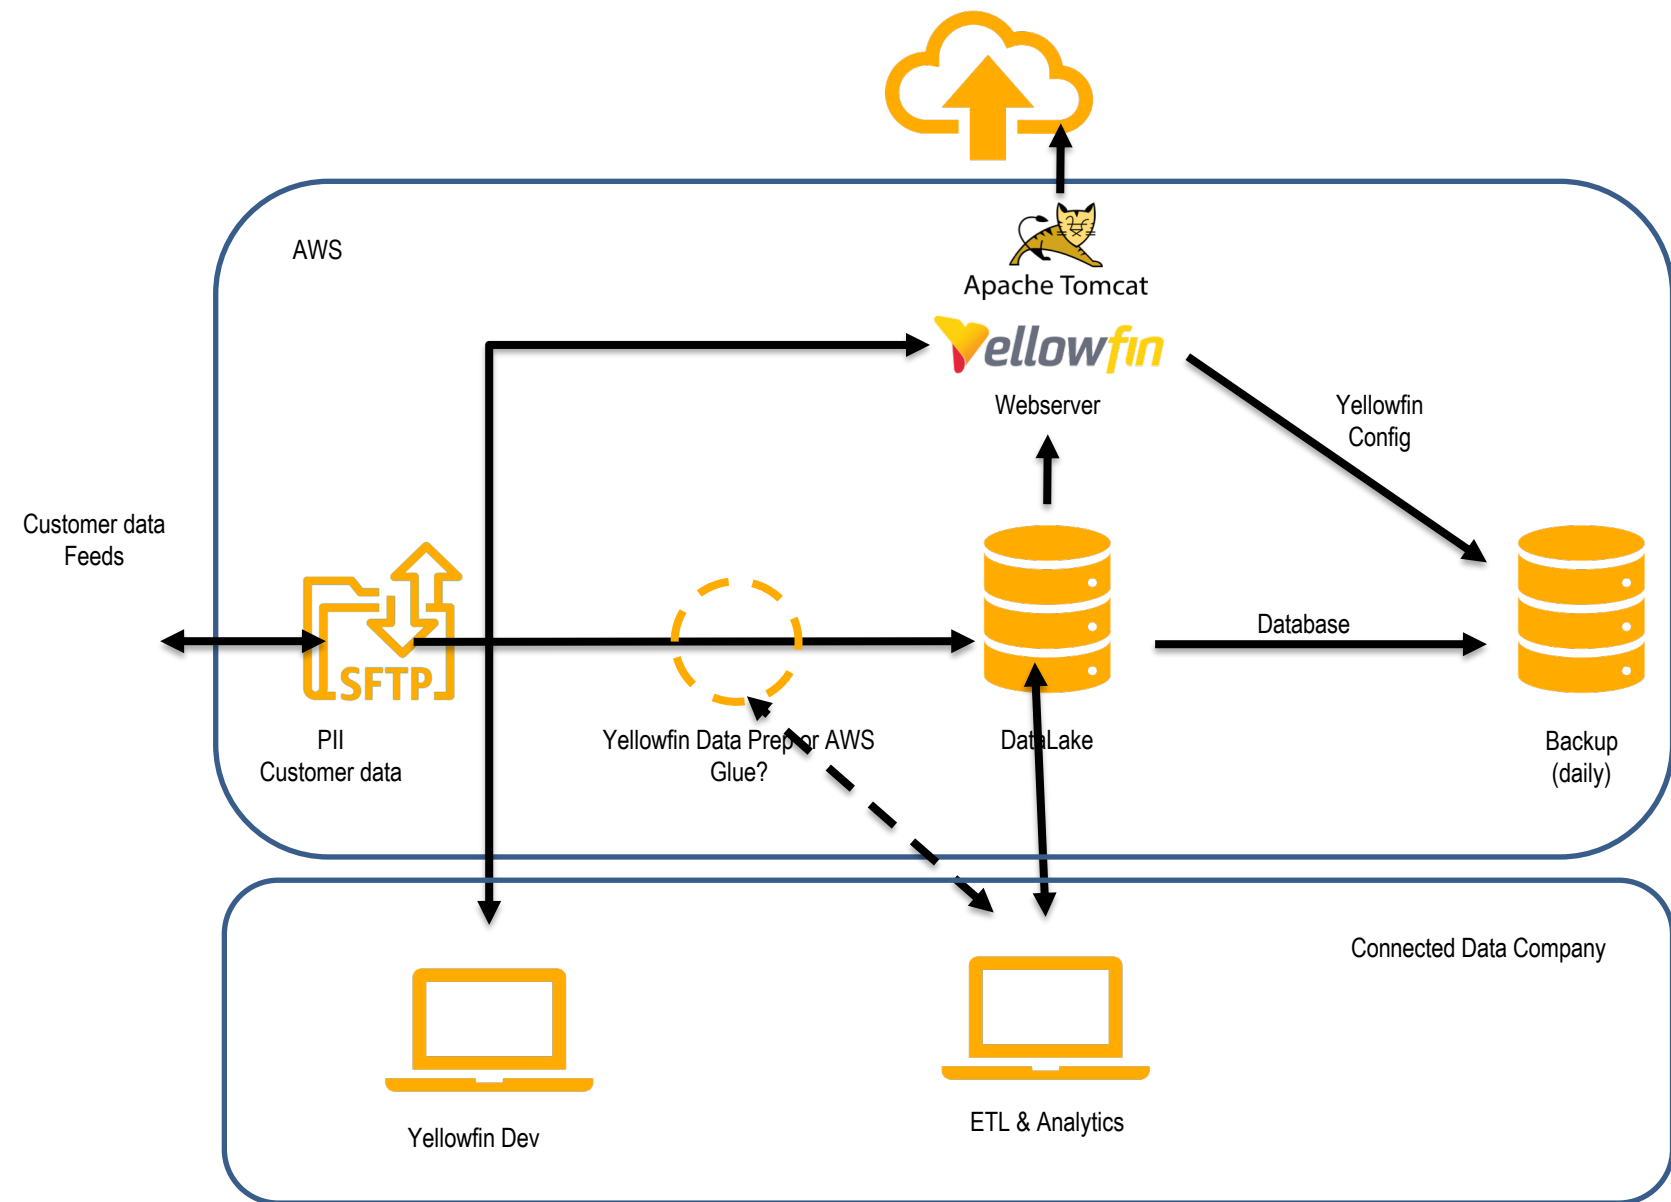 AWS
Apache Tomcat
Yellowfin
Webserver
Yellowfin
Config
Customer data
Feeds
SFTP
Database
PII
Customer data
Yellowfin Data Prep or AWS
Glue?
DataLake
Backup
(daily)
Connected Data Company
Yellowfin Dev
ETL & Analytics